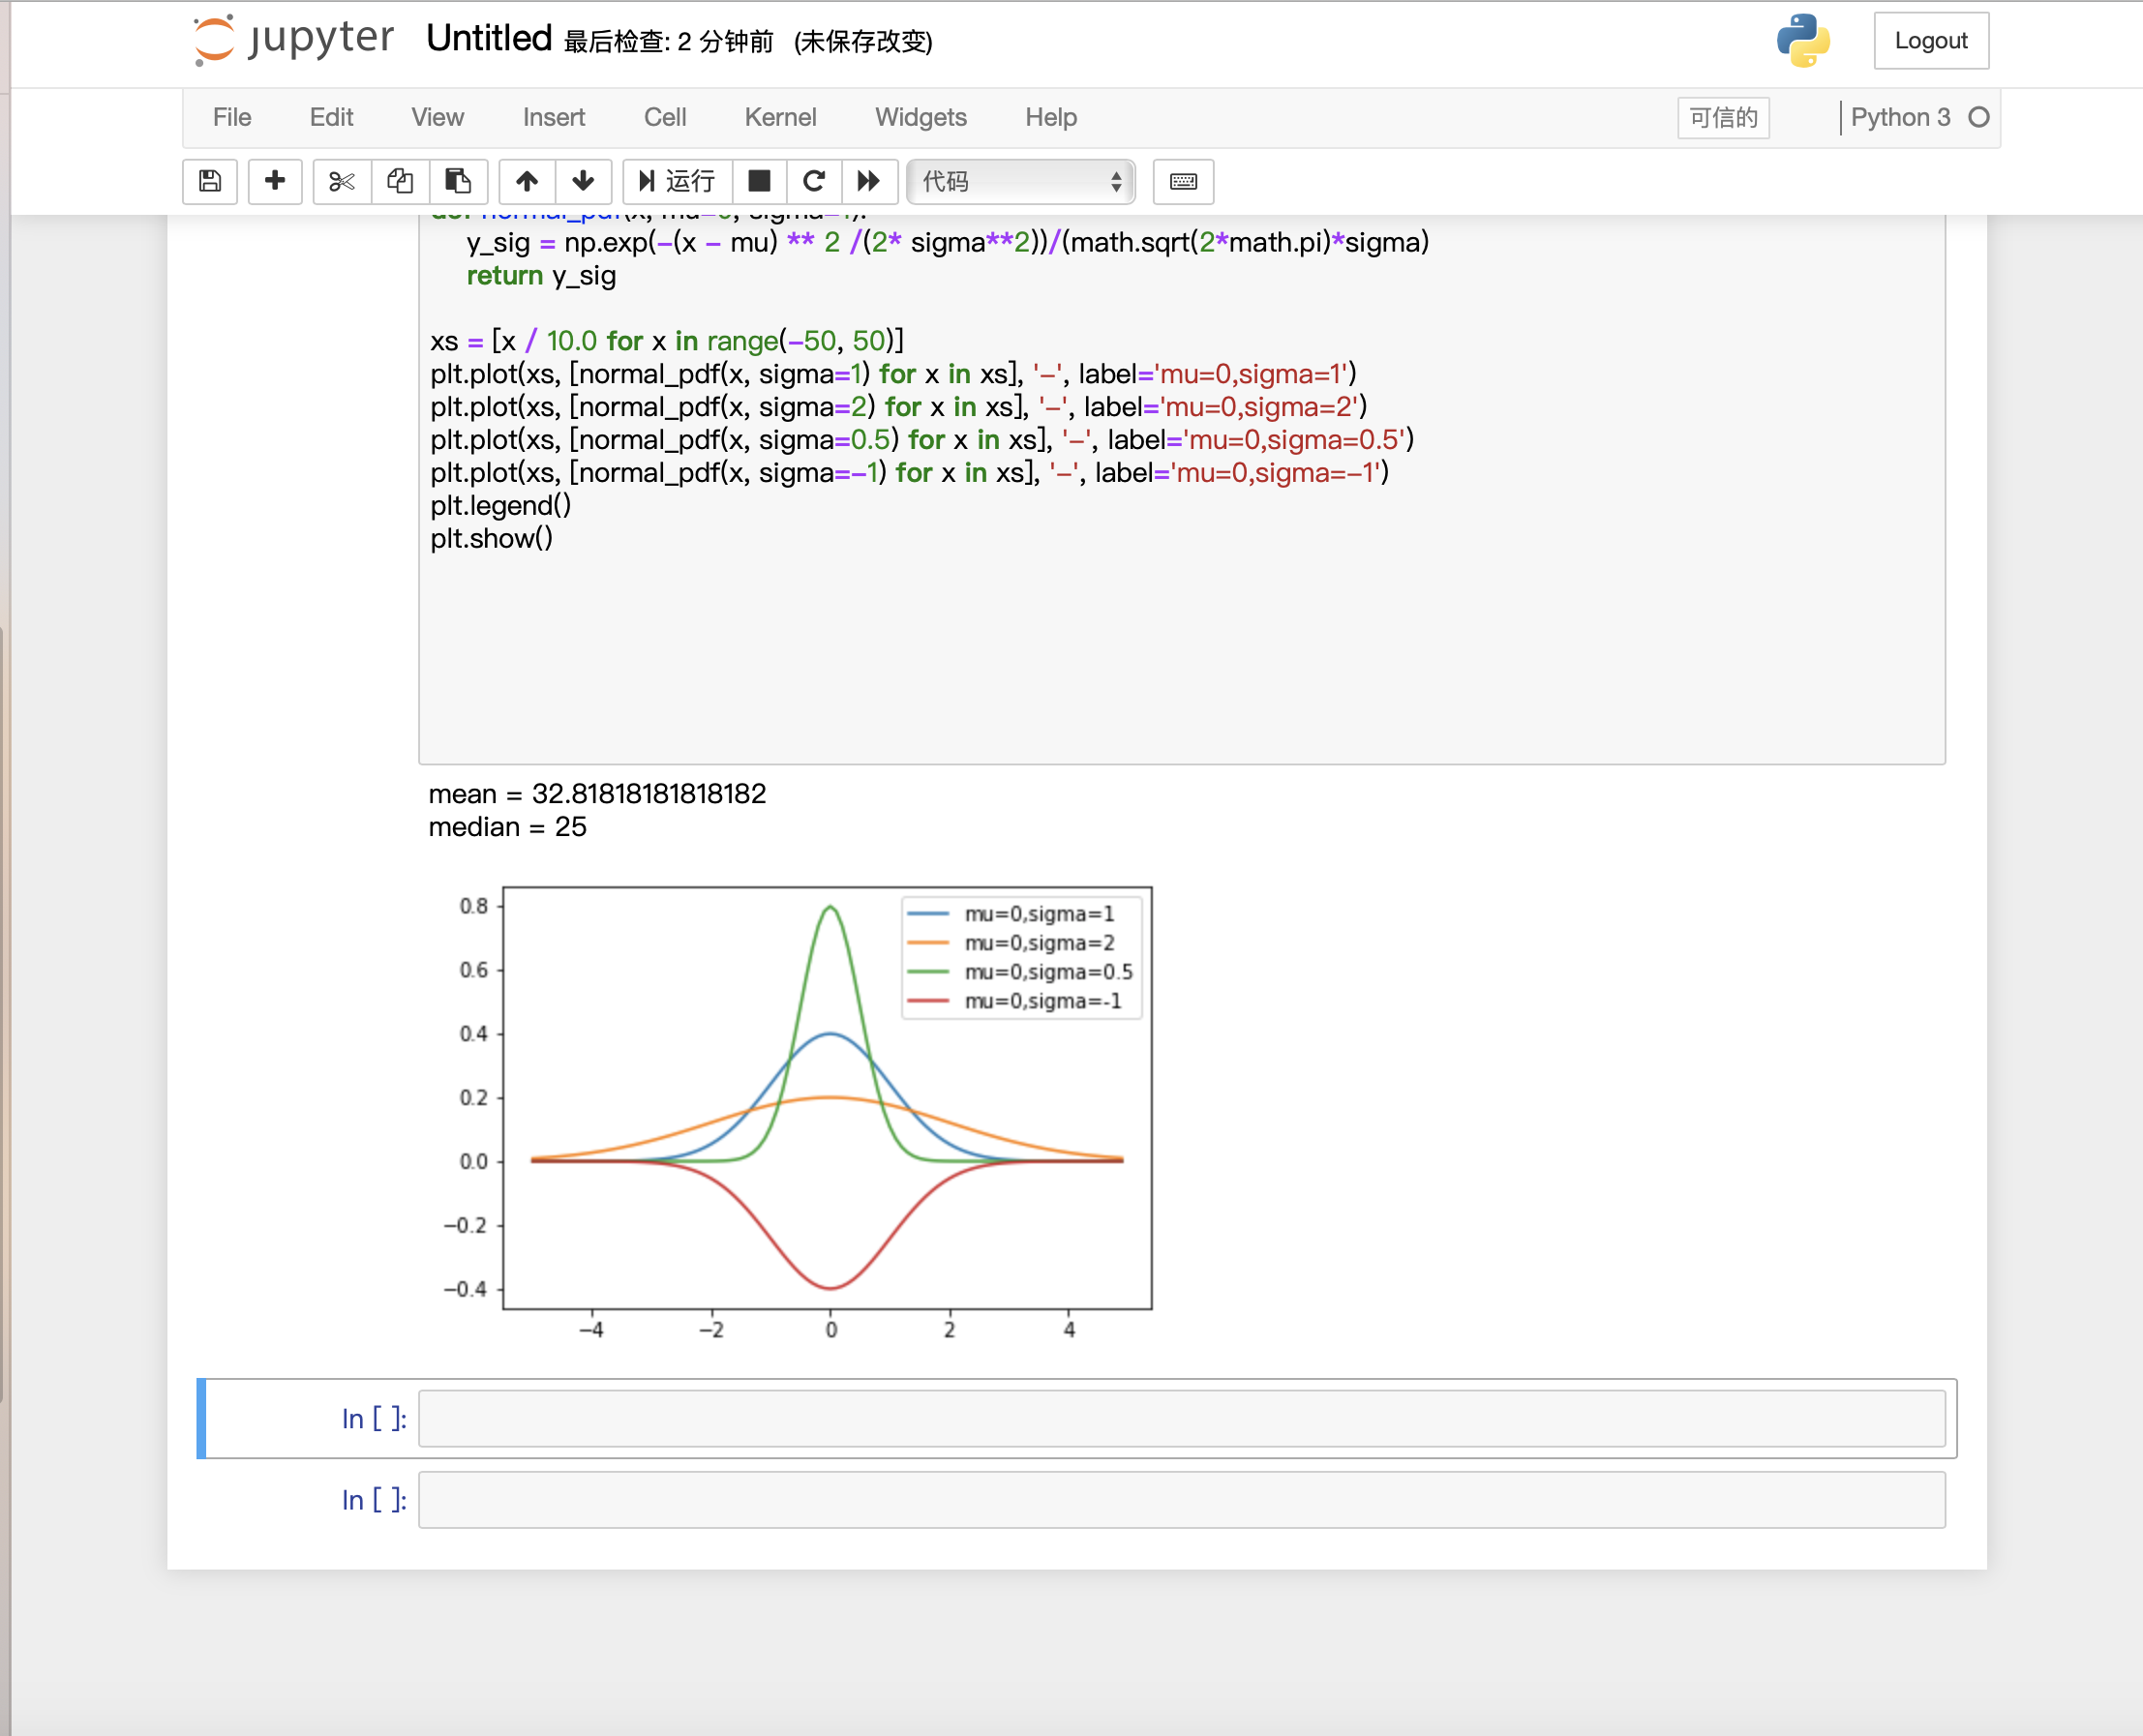 jupyter Untitled 最后检查: 2 分钟前 (未保存改变) Logout
File Edit View Insert Cell Kernel Widgets Help 可信的 Python 3
运行 代码
def normal_pdf(x, mu=0, sigma=1):
y_sig = np.exp(-(x - mu) ** 2 /(2* sigma**2))/(math.sqrt(2*math.pi)*sigma)
return y_sig
xs = [x / 10.0 for x in range(-50, 50)]
plt.plot(xs, [normal_pdf(x, sigma=1) for x in xs], '-', label='mu=0,sigma=1')
plt.plot(xs, [normal_pdf(x, sigma=2) for x in xs], '-', label='mu=0,sigma=2')
plt.plot(xs, [normal_pdf(x, sigma=0.5) for x in xs], '-', label='mu=0,sigma=0.5')
plt.plot(xs, [normal_pdf(x, sigma=-1) for x in xs], '-', label='mu=0,sigma=-1')
plt.legend()
plt.show()
mean = 32.81818181818182
median = 25
0.8
0.6
0.4
0.2
0.0
−0.2
−0.4
mu=0,sigma=1
mu=0,sigma=2
mu=0,sigma=0.5
mu=0,sigma=-1
−4 −2 0 2 4
In [ ]:
In [ ]: